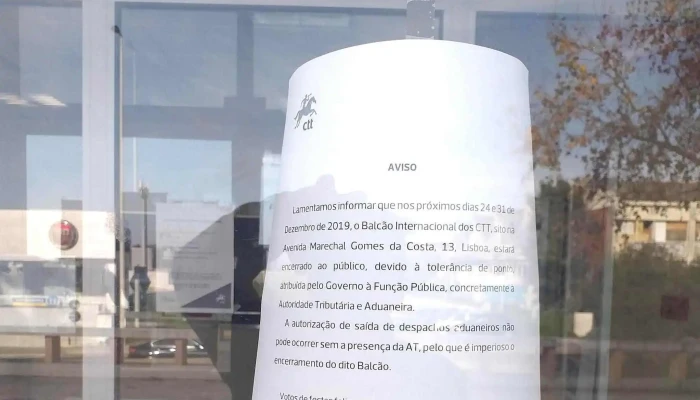 ctt
AVISO
Lamentamos informar que nos próximos dias 24 e 31 de
Dezembro de 2019, o Balcão Internacional dos CTT, sito na
Avenida Marechal Gomes da Costa, 13, Lisboa, estará
encerrado ao público, devido à tolerância de ponto,
atribuída pelo Governo à Função Pública, concretamente a
Autoridade Tributária e Aduaneira.
A autorização de saída de despachos aduaneiros não
pode ocorrer sem a presença da AT, pelo que é imperioso o
encerramento do dito Balcão.
Votos de festas